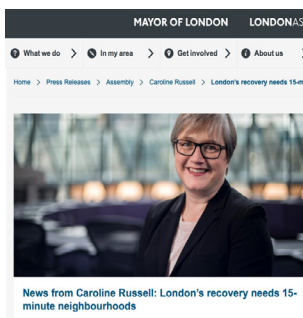 MAYOR OF LONDON LONDONAS
What we do > In my area > Get involved > About us
Home > Press Releases > Assembly > Caroline Russell > London's recovery needs 15-m
News from Caroline Russell: London's recovery needs 15-
minute neighbourhoods